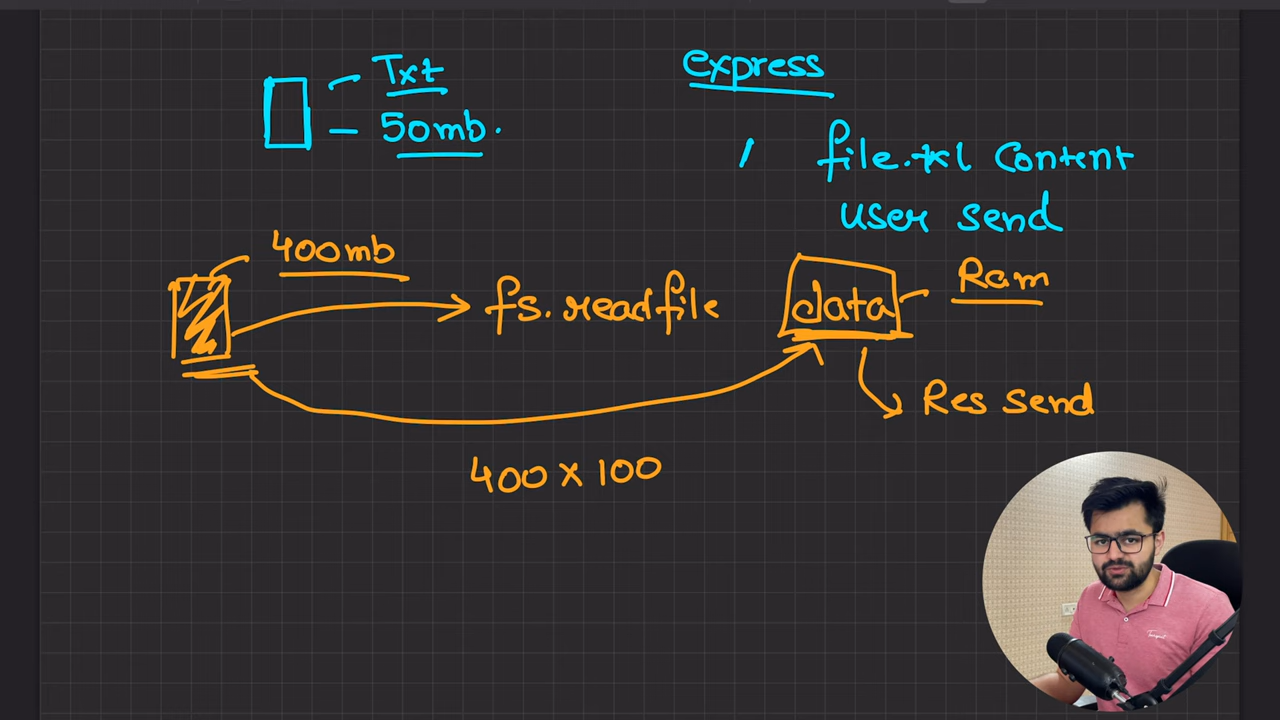 Txt
50mb.
express
/ file.txt Content
user send
400mb
fs.readfile
data
Ram
Res send
400 x 100